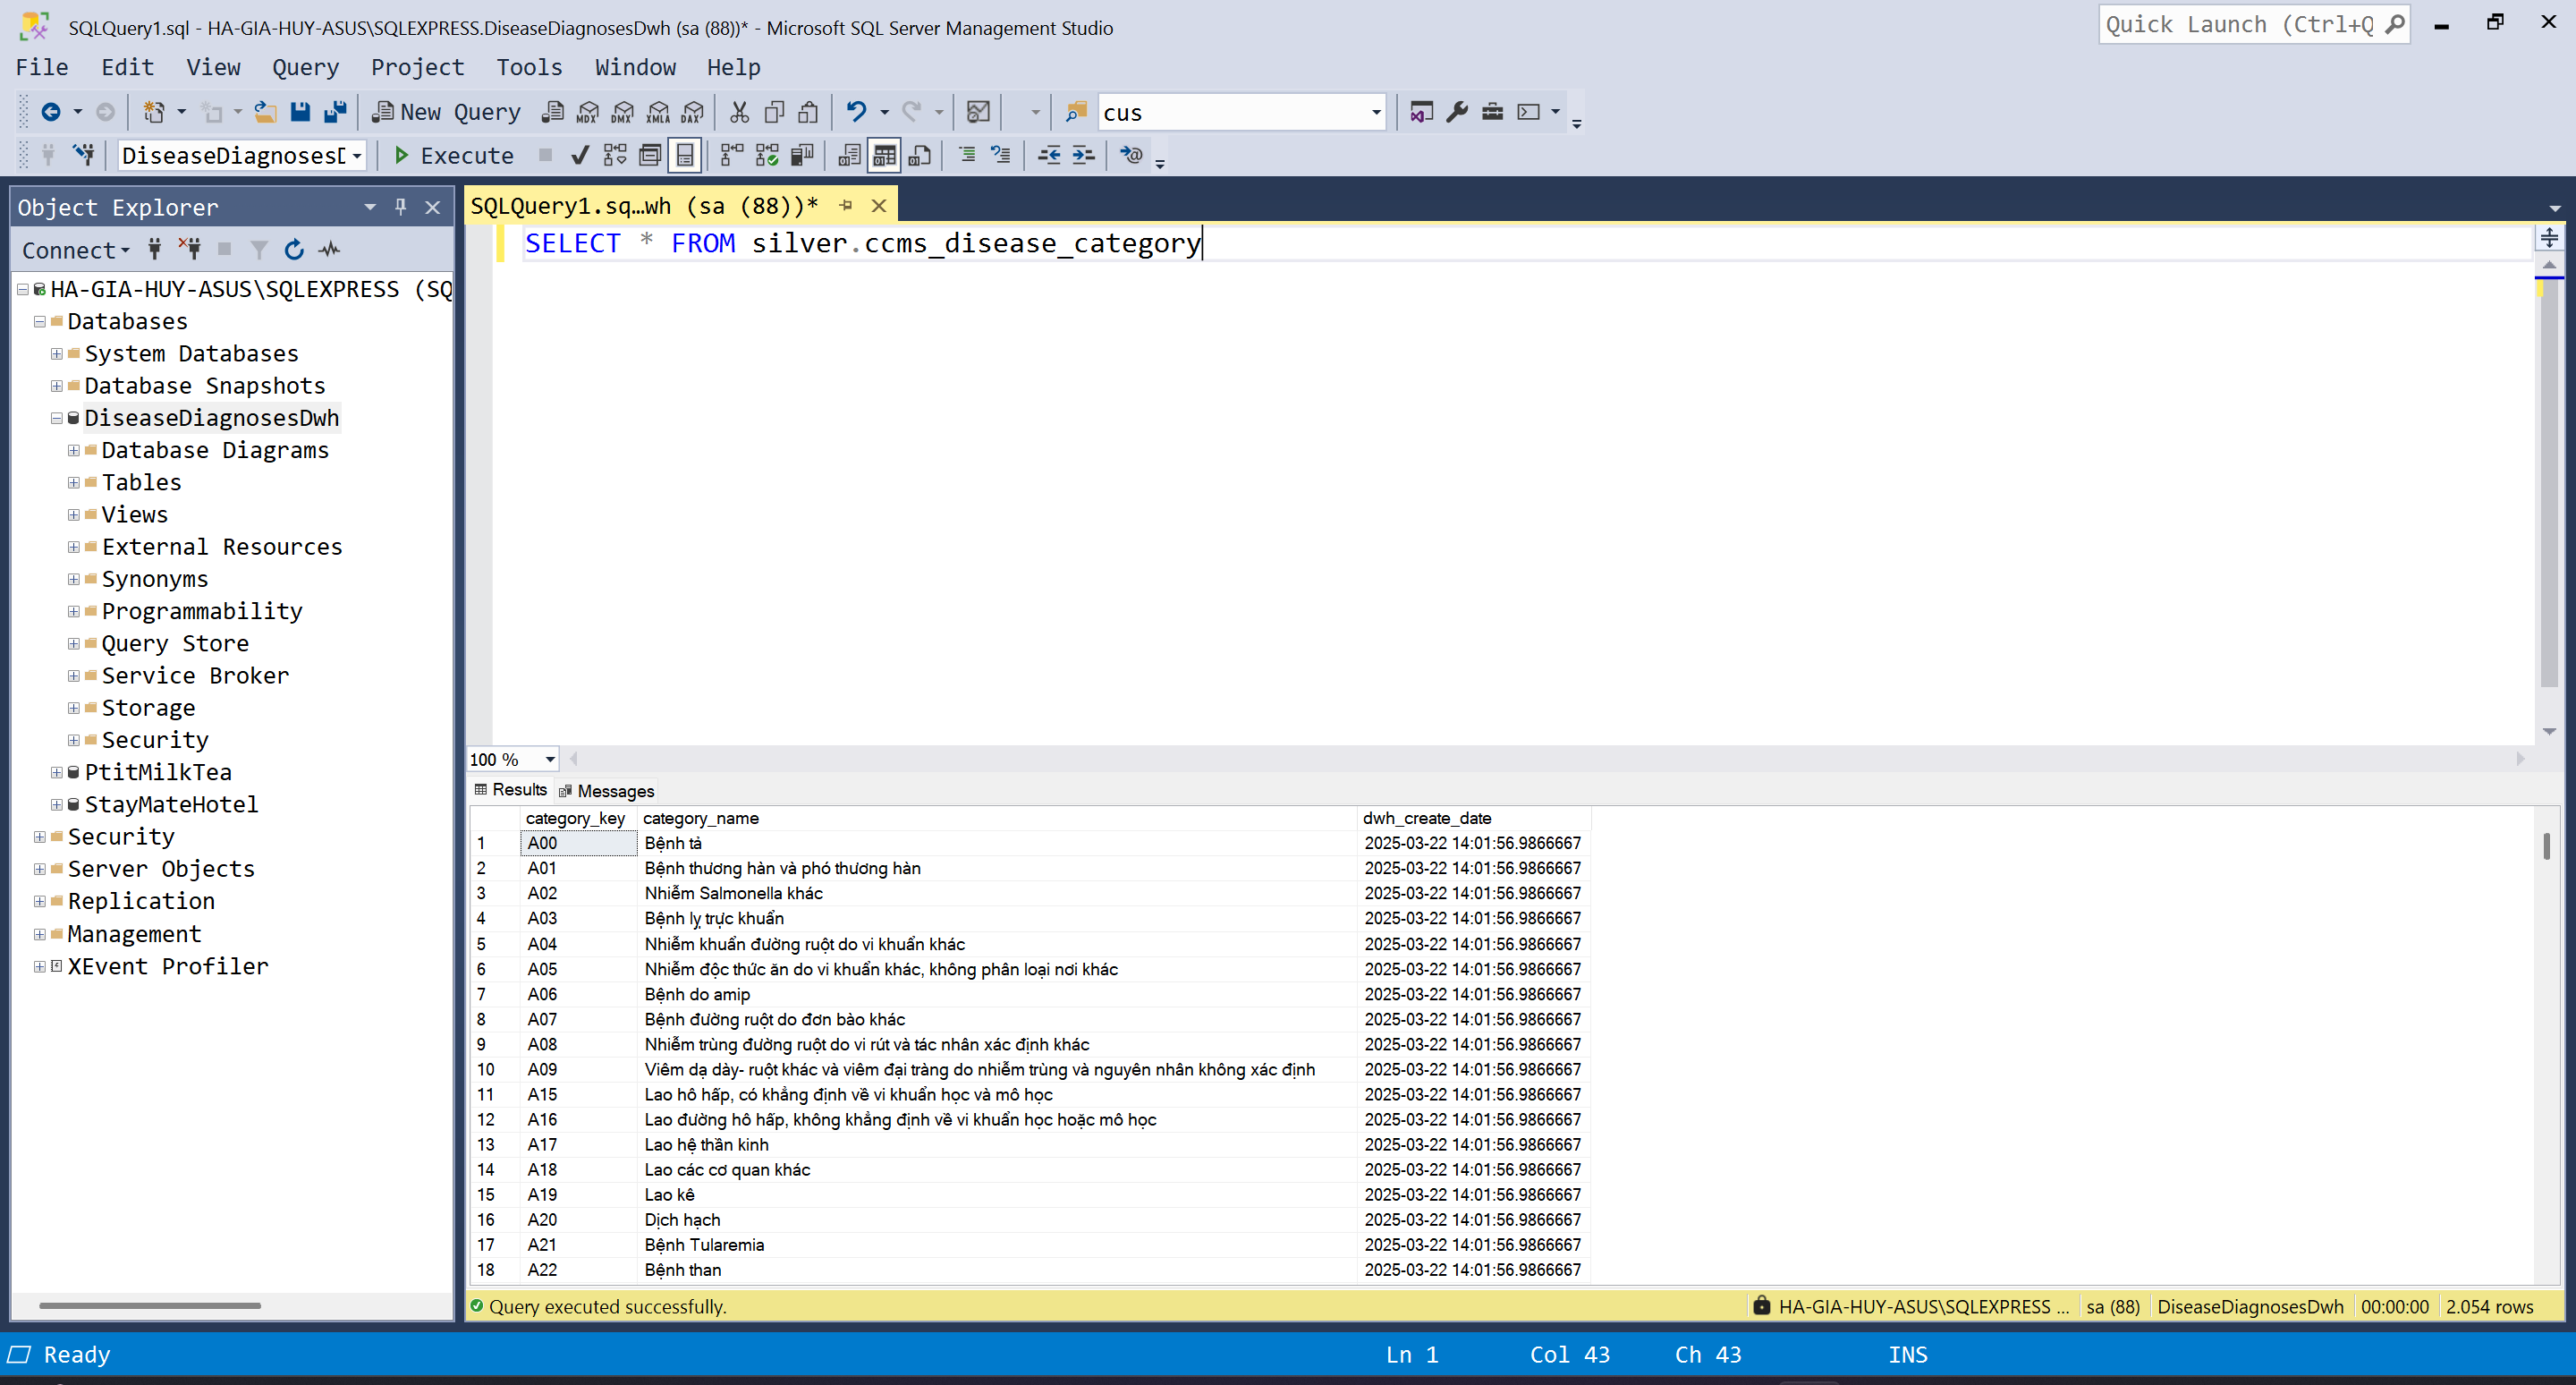 SQLQuery1.sql - HA-GIA-HUY-ASUS\SQLEXPRESS.DiseaseDiagnosesDwh (sa (88))* - Microsoft SQL Server Management Studio
Quick Launch (Ctrl+Q
File Edit View Query Project Tools Window Help
New Query MDX DMX XMLA DAX cus
DiseaseDiagnosesD Execute
Object Explorer
Connect
HA-GIA-HUY-ASUS\SQLEXPRESS (SQ
Databases
System Databases
Database Snapshots
DiseaseDiagnosesDwh
Database Diagrams
Tables
Views
External Resources
Synonyms
Programmability
Query Store
Service Broker
Storage
Security
PtitMilkTea
StayMateHotel
Security
Server Objects
Replication
Management
XEvent Profiler
SQLQuery1.sq...wh (sa (88))*
SELECT * FROM silver.ccms_disease_category
100 %
Results Messages
category_key category_name dwh_create_date
1 A00 Bệnh tả 2025-03-22 14:01:56.9866667
2 A01 Bệnh thương hàn và phó thương hàn 2025-03-22 14:01:56.9866667
3 A02 Nhiễm Salmonella khác 2025-03-22 14:01:56.9866667
4 A03 Bệnh lỵ trực khuẩn 2025-03-22 14:01:56.9866667
5 A04 Nhiễm khuẩn đường ruột do vi khuẩn khác 2025-03-22 14:01:56.9866667
6 A05 Nhiễm độc thức ăn do vi khuẩn khác, không phân loại nơi khác 2025-03-22 14:01:56.9866667
7 A06 Bệnh do amip 2025-03-22 14:01:56.9866667
8 A07 Bệnh đường ruột do đơn bào khác 2025-03-22 14:01:56.9866667
9 A08 Nhiễm trùng đường ruột do vi rút và tác nhân xác định khác 2025-03-22 14:01:56.9866667
10 A09 Viêm dạ dày- ruột khác và viêm đại tràng do nhiễm trùng và nguyên nhân không xác định 2025-03-22 14:01:56.9866667
11 A15 Lao hô hấp, có khẳng định về vi khuẩn học và mô học 2025-03-22 14:01:56.9866667
12 A16 Lao đường hô hấp, không khẳng định về vi khuẩn học hoặc mô học 2025-03-22 14:01:56.9866667
13 A17 Lao hệ thần kinh 2025-03-22 14:01:56.9866667
14 A18 Lao các cơ quan khác 2025-03-22 14:01:56.9866667
15 A19 Lao kê 2025-03-22 14:01:56.9866667
16 A20 Dịch hạch 2025-03-22 14:01:56.9866667
17 A21 Bệnh Tularemia 2025-03-22 14:01:56.9866667
18 A22 Bệnh than 2025-03-22 14:01:56.9866667
Query executed successfully. HA-GIA-HUY-ASUS\SQLEXPRESS ... sa (88) DiseaseDiagnosesDwh 00:00:00 2.054 rows
Ready Ln 1 Col 43 Ch 43 INS